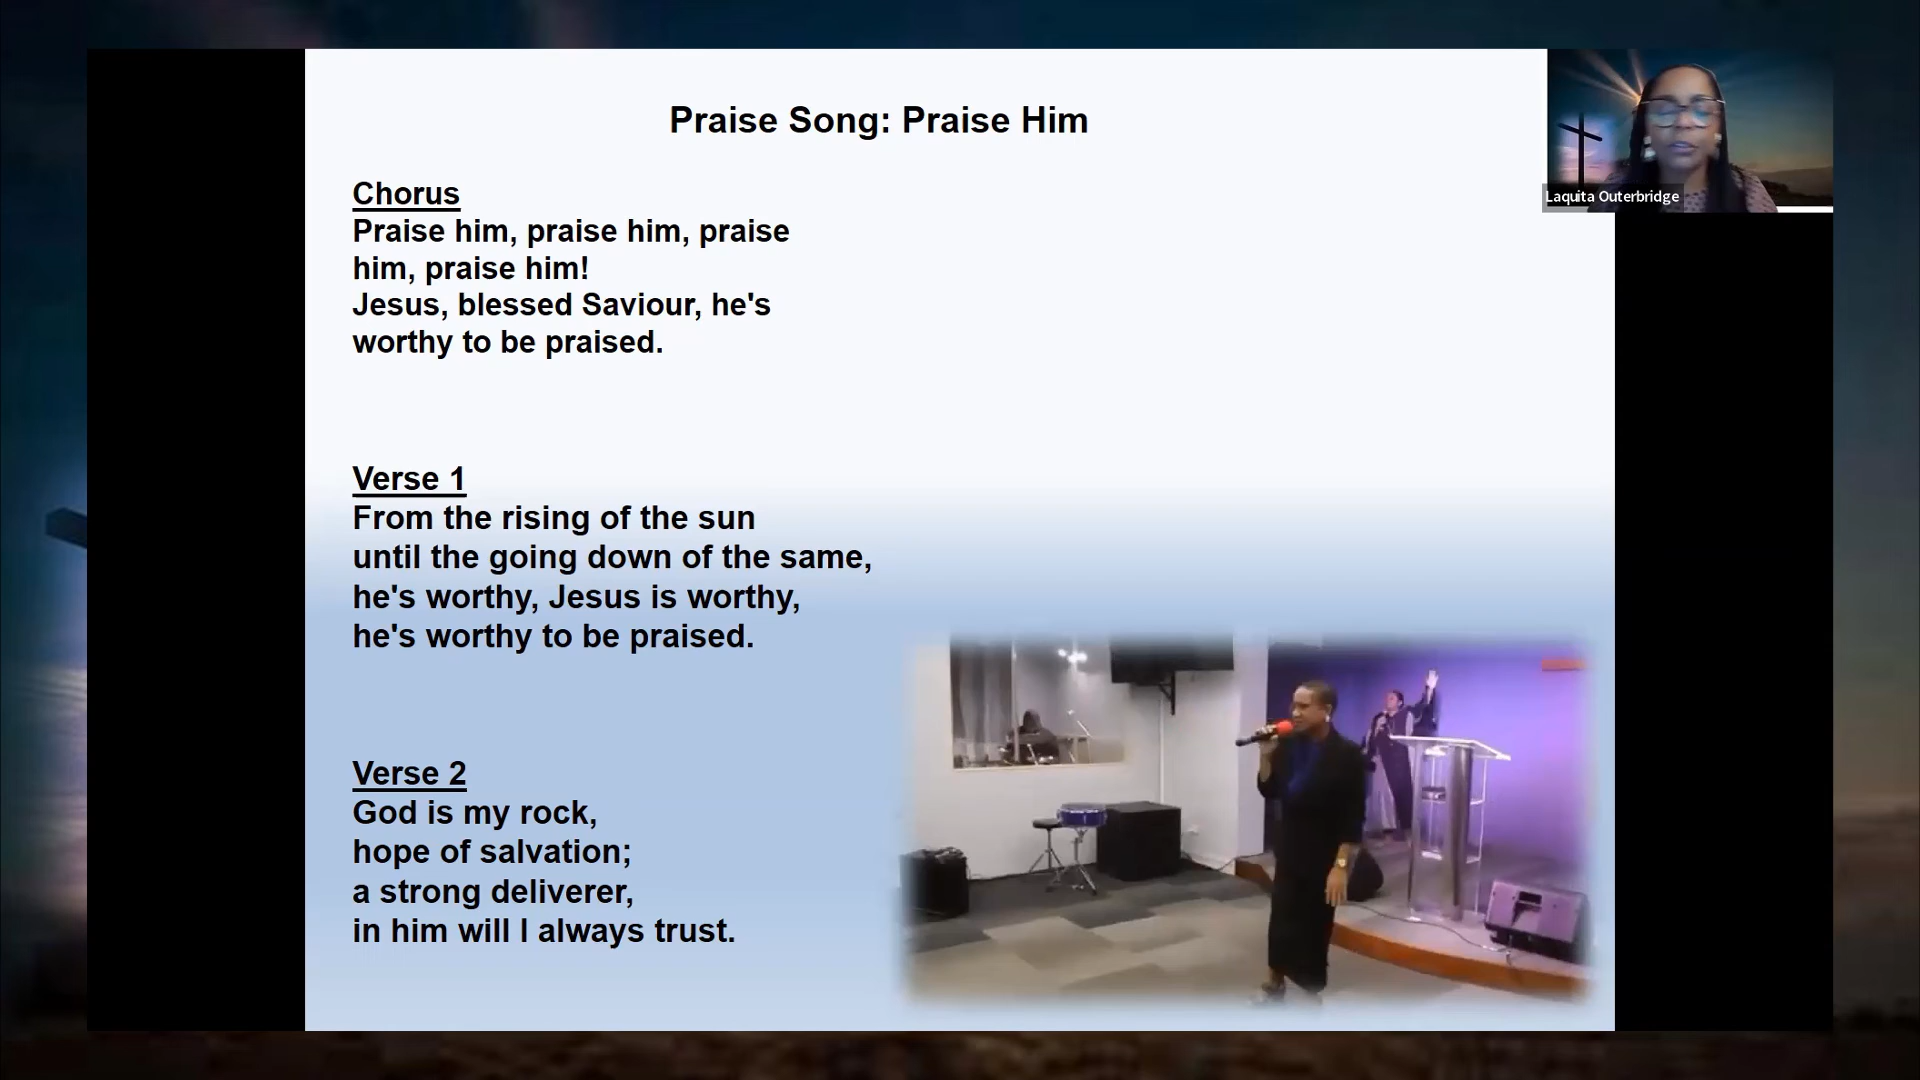 Praise Song: Praise Him
Laquita Outerbridge
Chorus
Praise him, praise him, praise
him, praise him!
Jesus, blessed Saviour, he's
worthy to be praised.
Verse 1
From the rising of the sun
until the going down of the same,
he's worthy, Jesus is worthy,
he's worthy to be praised.
Verse 2
God is my rock,
hope of salvation;
a strong deliverer,
in him will I always trust.